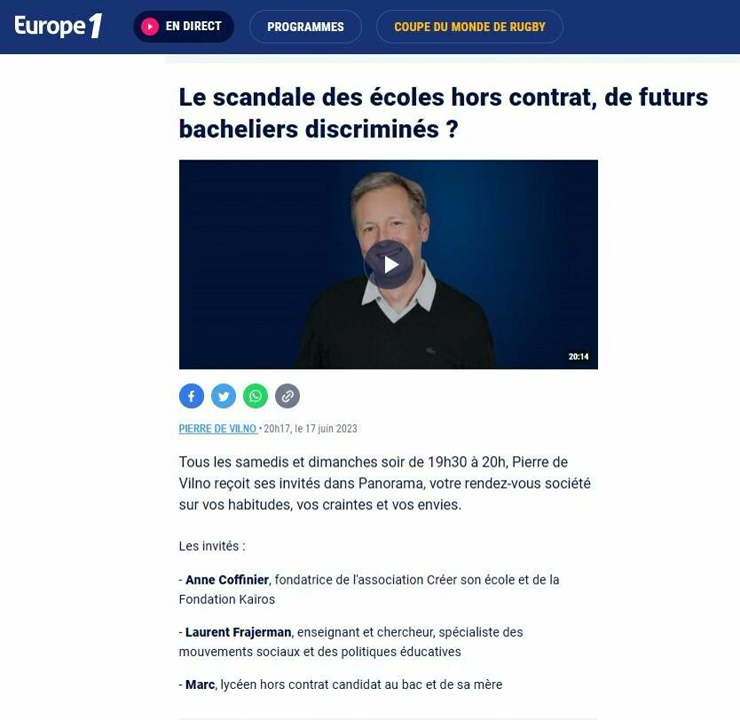 Europe 1
EN DIRECT
PROGRAMMES
COUPE DU MONDE DE RUGBY
Le scandale des écoles hors contrat, de futurs
bacheliers discriminés ?
20:14
PIERRE DE VILNO • 20h17, le 17 juin 2023
Tous les samedis et dimanches soir de 19h30 à 20h, Pierre de
Vilno reçoit ses invités dans Panorama, votre rendez-vous société
sur vos habitudes, vos craintes et vos envies.
Les invités :
- Anne Coffinier, fondatrice de l'association Créer son école et de la
Fondation Kairos
- Laurent Frajerman, enseignant et chercheur, spécialiste des
mouvements sociaux et des politiques éducatives
- Marc, lycéen hors contrat candidat au bac et de sa mère